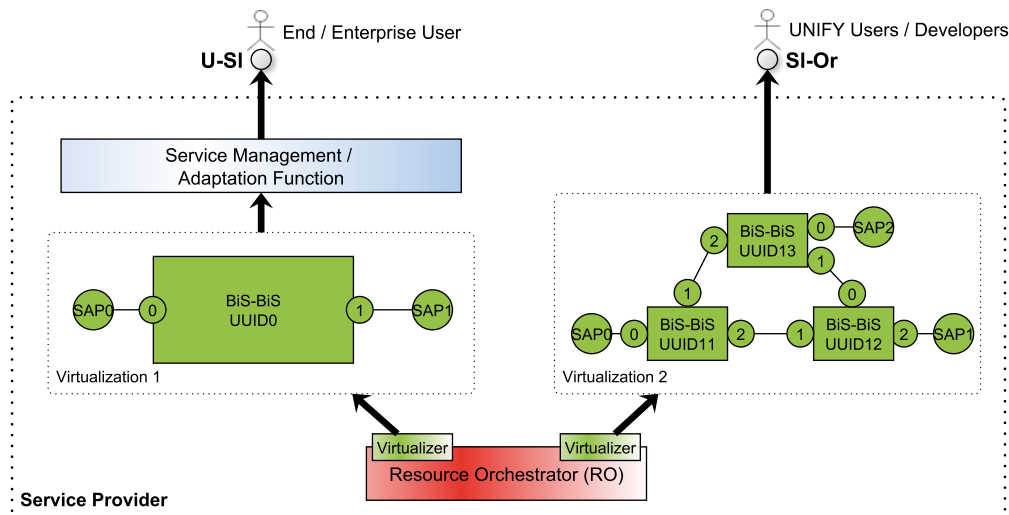 End / Enterprise User
U-SI
UNIFY Users / Developers
SI-Or
Service Management /
Adaptation Function
SAP0
0
BiS-BiS
UUID0
1
SAP1
Virtualization 1
BiS-BiS
UUID13
0
SAP2
2
1
1
0
SAP0
0
BiS-BiS
UUID11
2
1
BiS-BiS
UUID12
2
SAP1
Virtualization 2
Virtualizer
Virtualizer
Resource Orchestrator (RO)
Service Provider